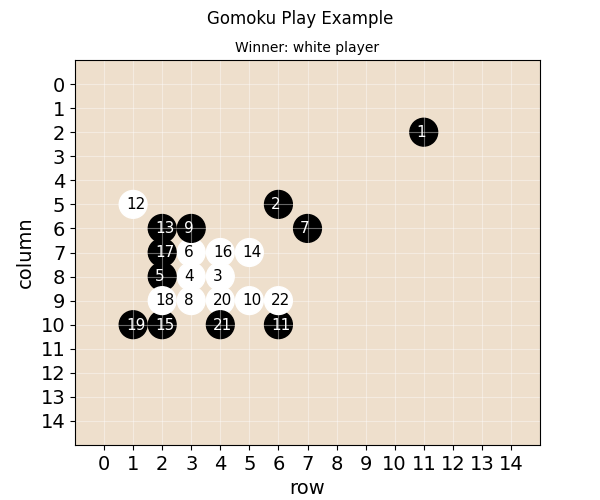 Gomoku Play Example
Winner: white player
0
1
1
2
3
4
12 2
5
13 9 7
6
17 6 16 14
7
5 4 3
8
18 8 20 10 22
9
19 15 21 11
10
11
12
13
14
column
0 1 2 3 4 5 6 7 8 9 10 11 12 13 14
row